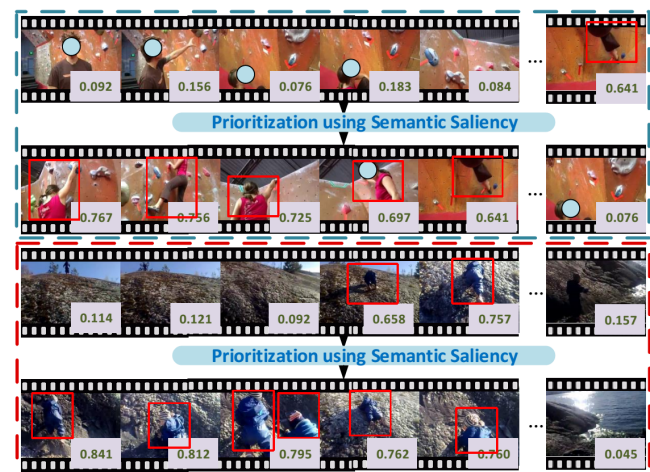 0.092 0.156 0.076 0.183 0.084 ... 0.641
Prioritization using Semantic Saliency
0.767 0.756 0.725 0.697 0.641 ... 0.076
0.114 0.121 0.092 0.658 0.757 ... 0.157
Prioritization using Semantic Saliency
0.841 0.812 0.795 0.762 0.760 ... 0.045